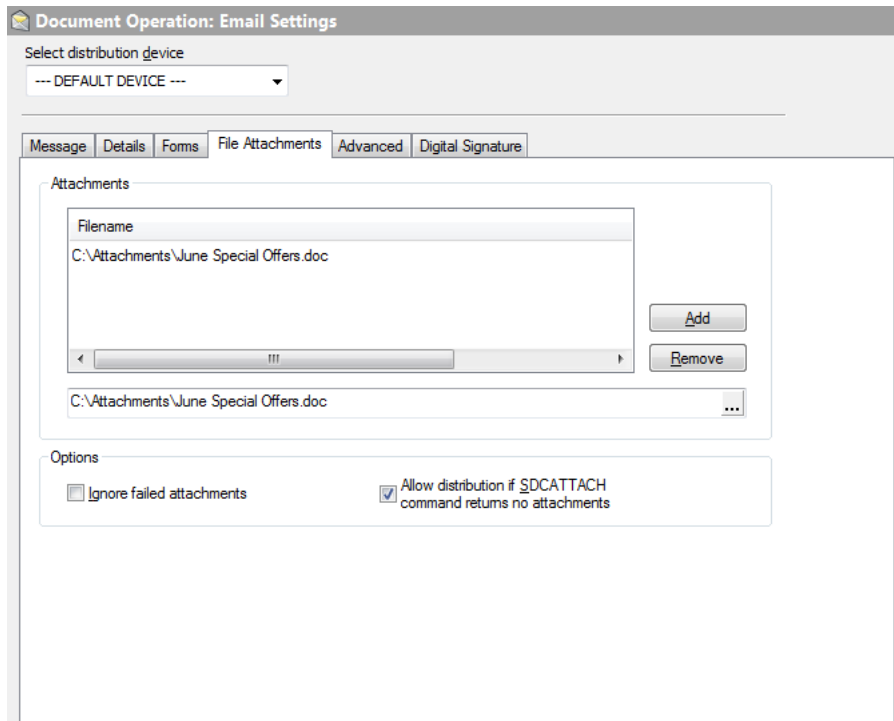 Document Operation: Email Settings
Select distribution device
--- DEFAULT DEVICE ---
Message Details Forms File Attachments Advanced Digital Signature
Attachments
Filename
C:\Attachments\June Special Offers.doc
Add
Remove
C:\Attachments\June Special Offers.doc
...
Options
Ignore failed attachments
Allow distribution if SDCATTACH
command returns no attachments